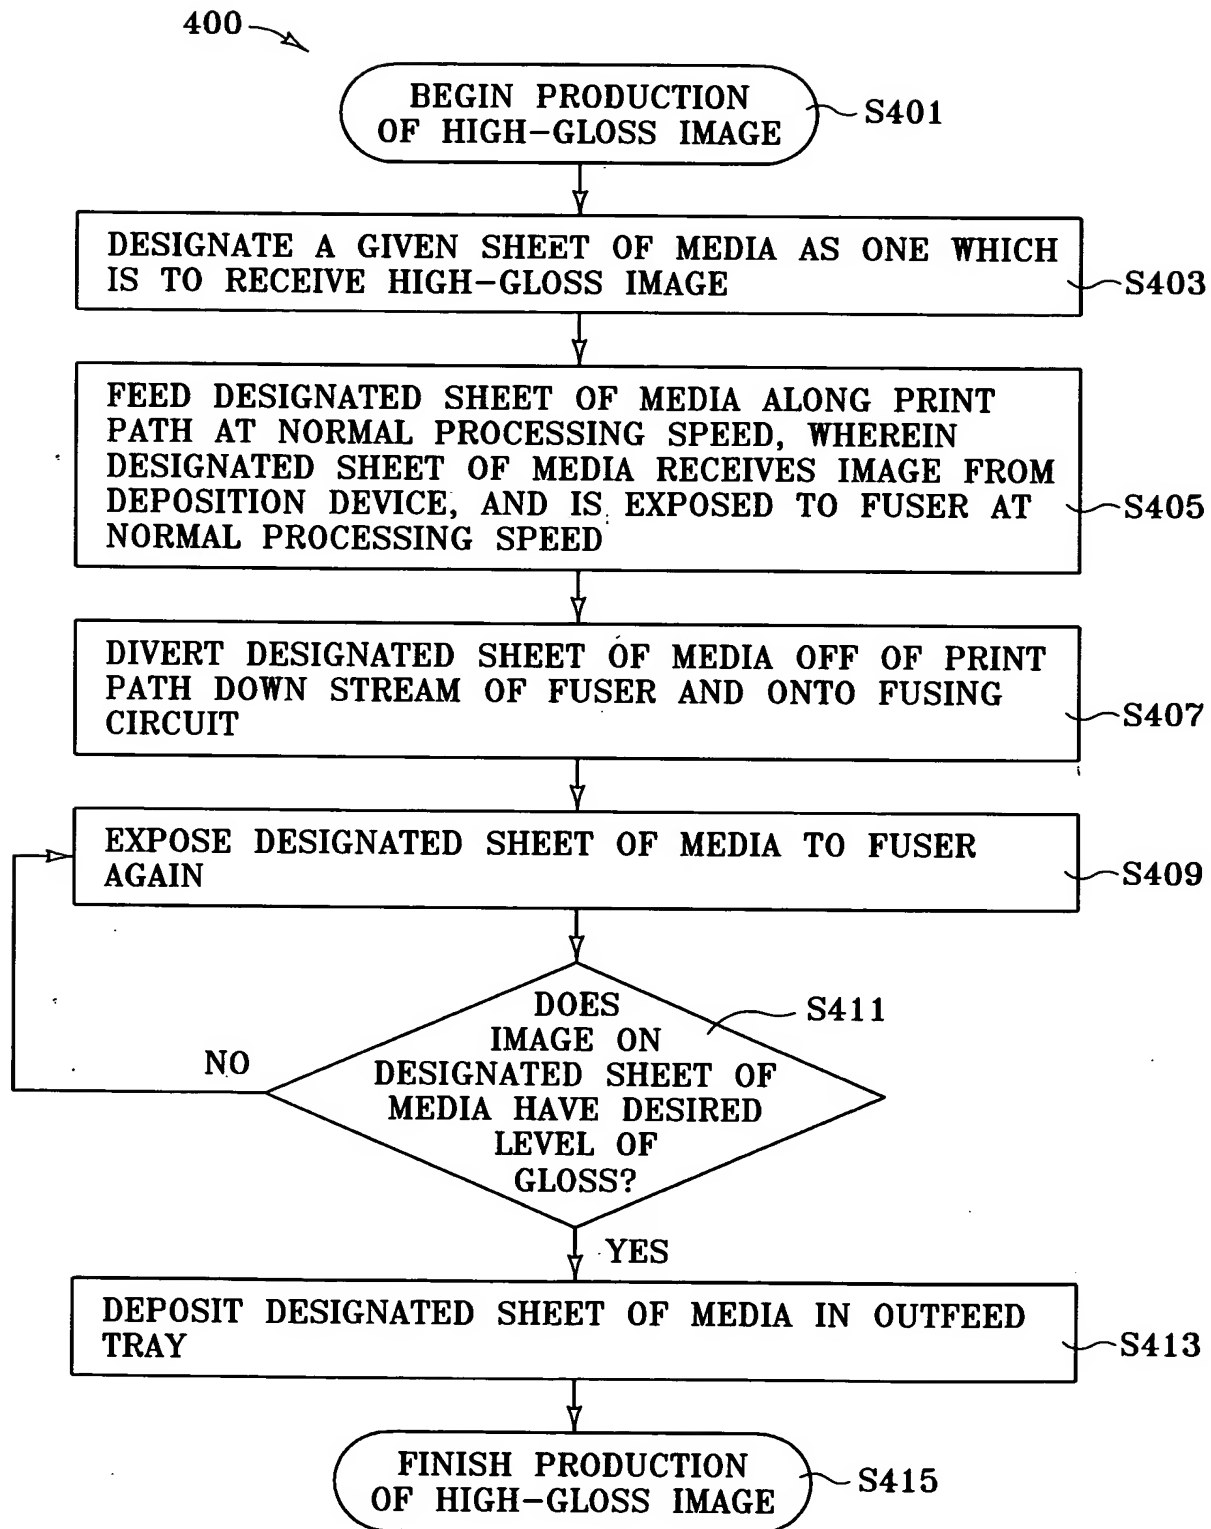 400
BEGIN PRODUCTION
OF HIGH-GLOSS IMAGE
S401
DESIGNATE A GIVEN SHEET OF MEDIA AS ONE WHICH
IS TO RECEIVE HIGH-GLOSS IMAGE
S403
FEED DESIGNATED SHEET OF MEDIA ALONG PRINT
PATH AT NORMAL PROCESSING SPEED, WHEREIN
DESIGNATED SHEET OF MEDIA RECEIVES IMAGE FROM
DEPOSITION DEVICE, AND IS EXPOSED TO FUSER AT
NORMAL PROCESSING SPEED
S405
DIVERT DESIGNATED SHEET OF MEDIA OFF OF PRINT
PATH DOWN STREAM OF FUSER AND ONTO FUSING
CIRCUIT
S407
EXPOSE DESIGNATED SHEET OF MEDIA TO FUSER
AGAIN
S409
DOES
IMAGE ON
DESIGNATED SHEET OF
MEDIA HAVE DESIRED
LEVEL OF
GLOSS?
S411
NO
YES
DEPOSIT DESIGNATED SHEET OF MEDIA IN OUTFEED
TRAY
S413
FINISH PRODUCTION
OF HIGH-GLOSS IMAGE
S415